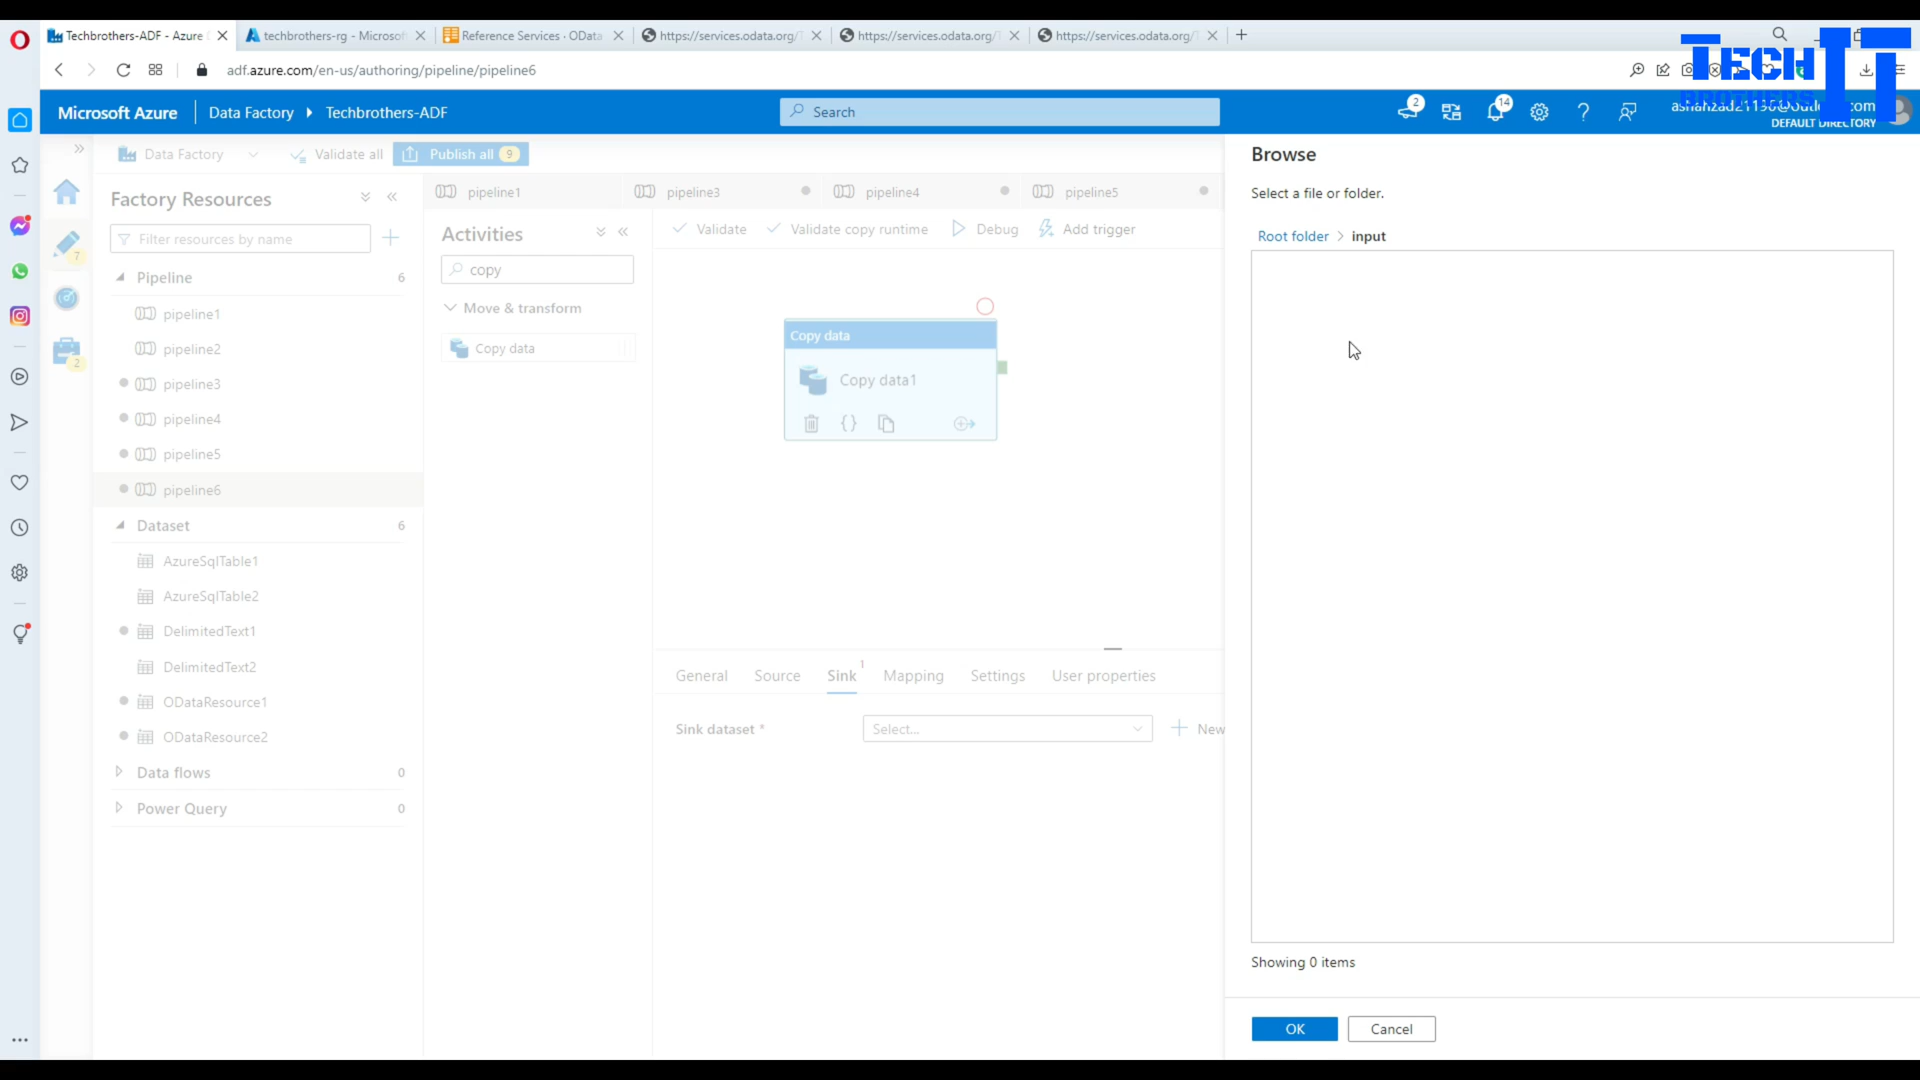 Techbrothers-ADF - Azure
techbrothers-rg - Microsof
Reference Services · OData
https://services.odata.org/
https://services.odata.org/
https://services.odata.org/
adf.azure.com/en-us/authoring/pipeline/pipeline6
TECH IT
BROTHERS
Microsoft Azure
Data Factory
Techbrothers-ADF
Search
2
14
DEFAULT DIRECTORY
Data Factory
Validate all
Publish all 9
Factory Resources
Filter resources by name
7
2
Pipeline 6
pipeline1
pipeline2
pipeline3
pipeline4
pipeline5
pipeline6
Dataset 6
AzureSqlTable1
AzureSqlTable2
DelimitedText1
DelimitedText2
ODataResource1
ODataResource2
Data flows 0
Power Query 0
pipeline1
pipeline3
pipeline4
pipeline5
Activities
copy
Move & transform
Copy data
Validate
Validate copy runtime
Debug
Add trigger
Copy data
Copy data1
General
Source
Sink 1
Mapping
Settings
User properties
Sink dataset *
Select...
New
Browse
Select a file or folder.
Root folder > input
Showing 0 items
OK
Cancel